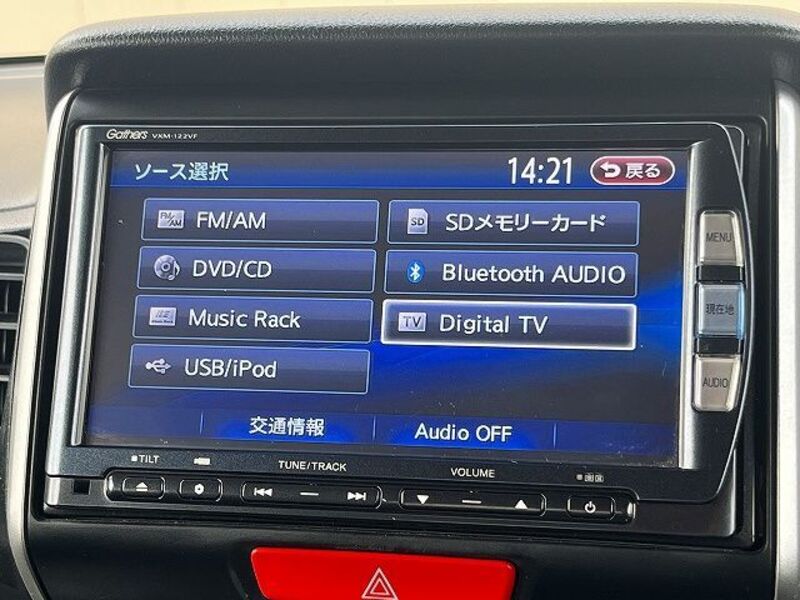 Gathers VXM-122VF
ソース選択
14:21
戻る
FM/AM
FM/AM
SD
SDメモリーカード
DVD/CD
Bluetooth AUDIO
Music Rack
TV
Digital TV
USB/iPod
交通情報
Audio OFF
MENU
現在地
AUDIO
TILT
TUNE/TRACK
VOLUME